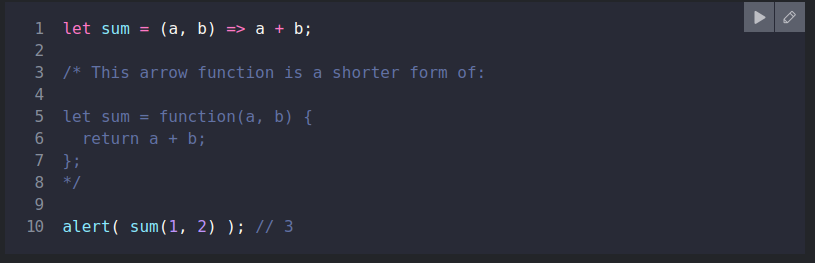 1 let sum = (a, b) => a + b;
2
3 /* This arrow function is a shorter form of:
4
5 let sum = function(a, b) {
6   return a + b;
7 };
8 */
9
10 alert( sum(1, 2) ); // 3